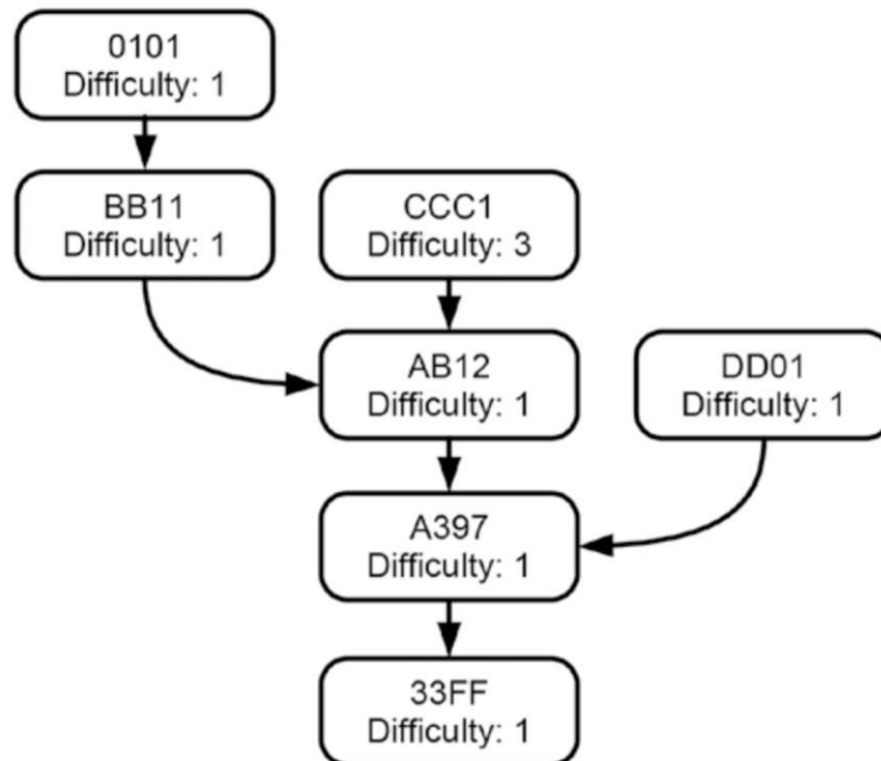 0101
Difficulty: 1
BB11
Difficulty: 1
CCC1
Difficulty: 3
AB12
Difficulty: 1
DD01
Difficulty: 1
A397
Difficulty: 1
33FF
Difficulty: 1